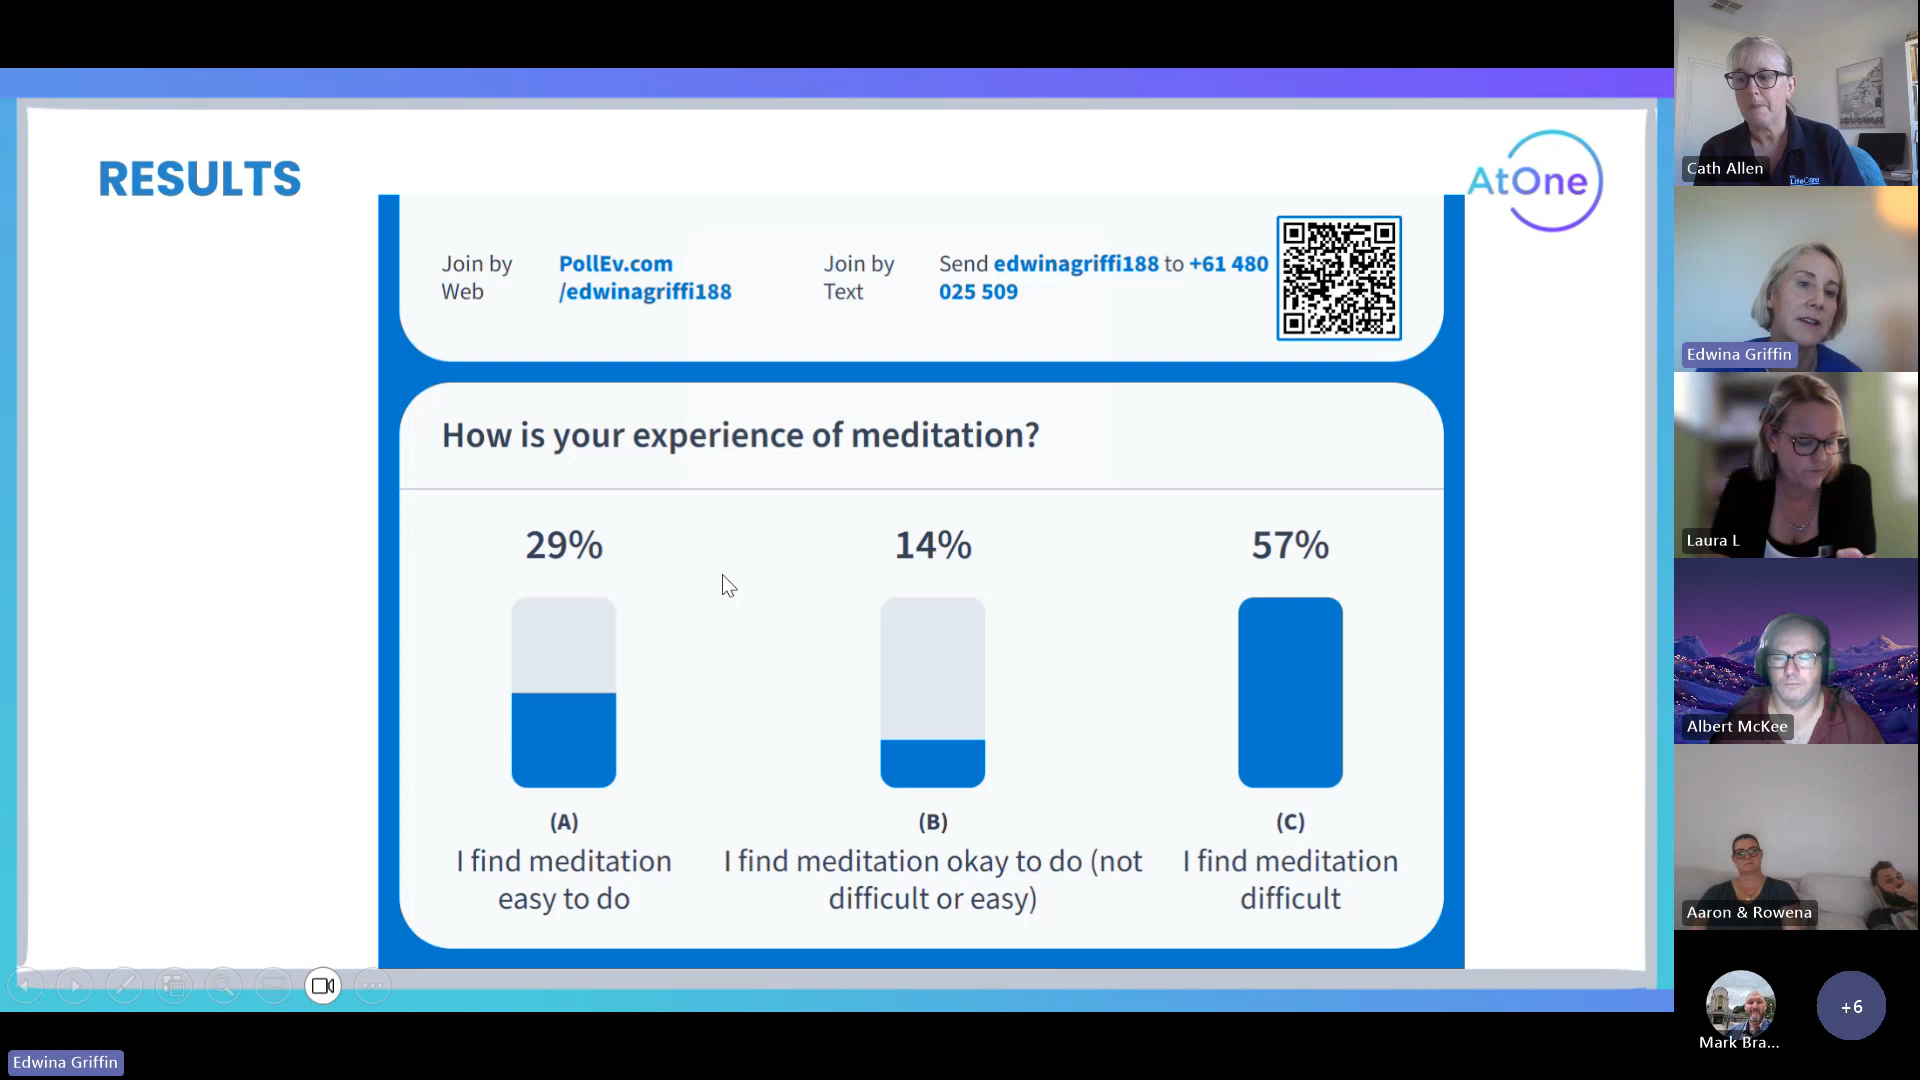 RESULTS
AtOne
Join by Web
PollEv.com
/edwinagriffi188
Join by Text
Send edwinagriffi188 to +61 480
025 509
How is your experience of meditation?
29%
14%
57%
(A)
I find meditation
easy to do
(B)
I find meditation okay to do (not
difficult or easy)
(C)
I find meditation
difficult
Cath Allen
LifeCare
Edwina Griffin
Laura L
Albert McKee
Aaron & Rowena
Mark Bra...
+6
Edwina Griffin